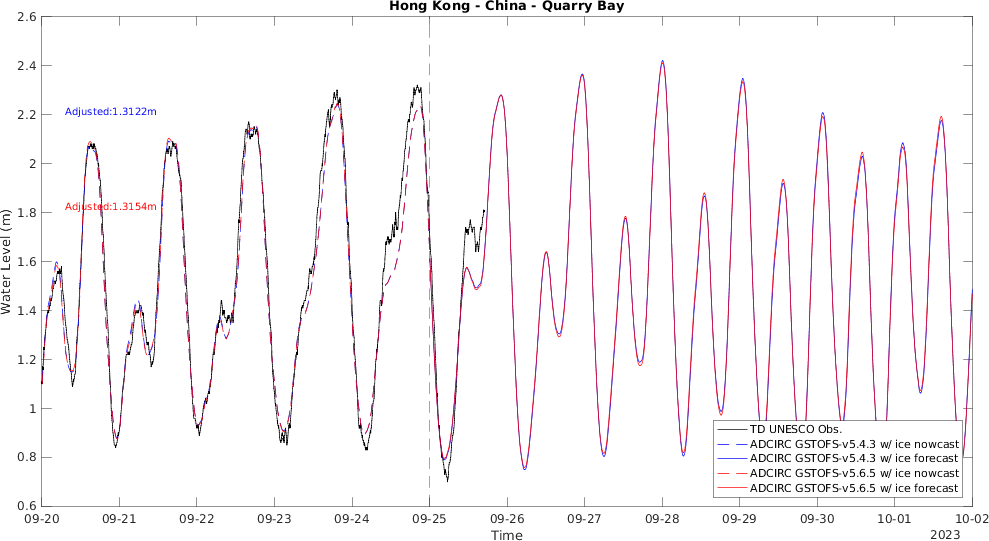 Hong Kong - China - Quarry Bay
2.6
2.4
2.2
2
1.8
1.6
1.4
1.2
1
0.8
0.6
Water Level (m)
Adjusted:1.3122m
Adjusted:1.3154m
TD UNESCO Obs.
ADCIRC GSTOFS-v5.4.3 w/ ice nowcast
ADCIRC GSTOFS-v5.4.3 w/ ice forecast
ADCIRC GSTOFS-v5.6.5 w/ ice nowcast
ADCIRC GSTOFS-v5.6.5 w/ ice forecast
09-20 09-21 09-22 09-23 09-24 09-25 09-26 09-27 09-28 09-29 09-30 10-01 10-02
Time
2023